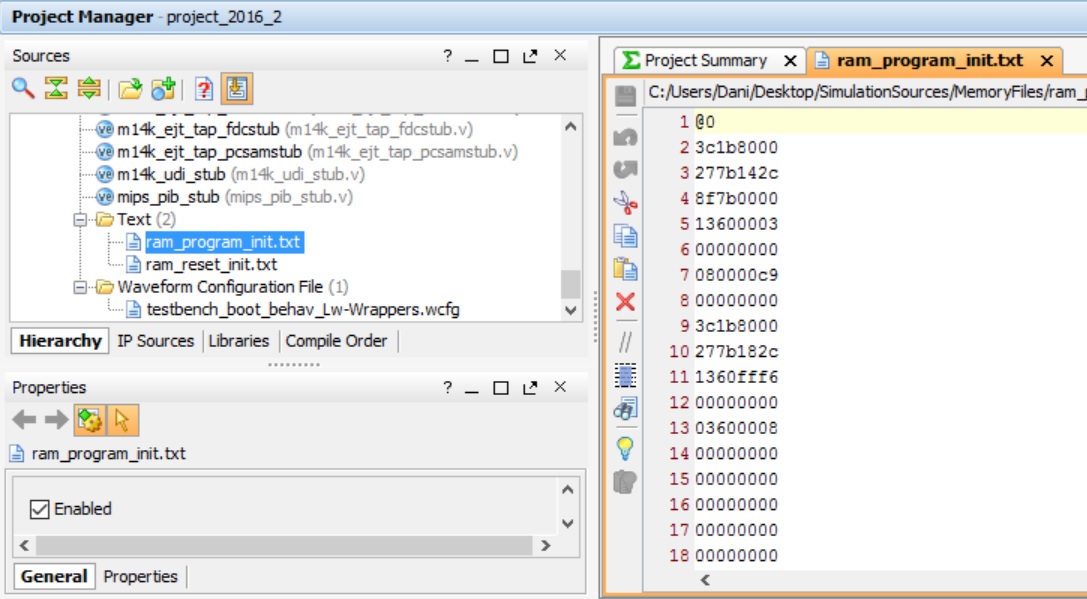 Project Manager - project_2016_2
Sources
m14k_ejt_tap_fdcstub (m14k_ejt_tap_fdcstub.v)
m14k_ejt_tap_pcsamstub (m14k_ejt_tap_pcsamstub.v)
m14k_udi_stub (m14k_udi_stub.v)
mips_pib_stub (mips_pib_stub.v)
Text (2)
ram_program_init.txt
ram_reset_init.txt
Waveform Configuration File (1)
testbench_boot_behav_Lw-Wrappers.wcfg
Hierarchy IP Sources Libraries Compile Order
Properties
ram_program_init.txt
Enabled
General Properties
Project Summary ram_program_init.txt
C:/Users/Dani/Desktop/SimulationSources/MemoryFiles/ram_
1 @0
2 3c1b8000
3 277b142c
4 8f7b0000
5 13600003
6 00000000
7 080000c9
8 00000000
9 3c1b8000
10 277b182c
11 1360fff6
12 00000000
13 03600008
14 00000000
15 00000000
16 00000000
17 00000000
18 00000000